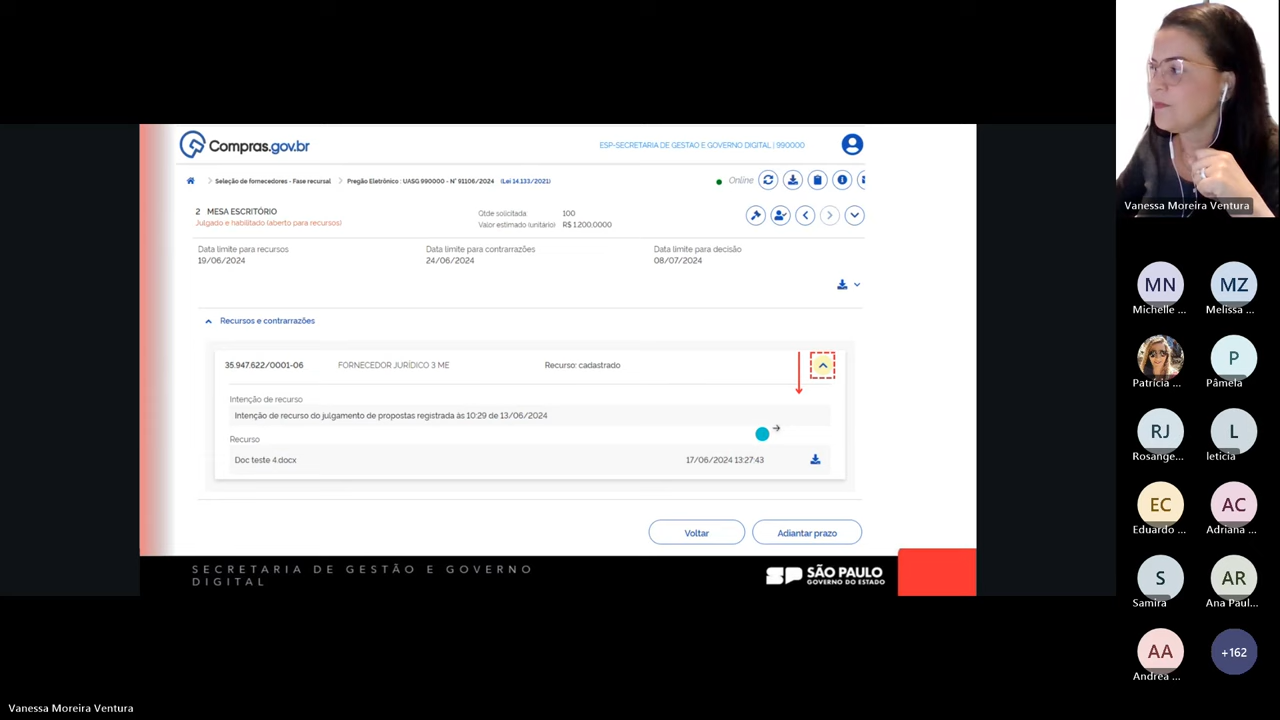 Compras.gov.br
ESP-SECRETARIA DE GESTAO E GOVERNO DIGITAL | 990000
Seleção de fornecedores - Fase recursal
Pregão Eletrônico : UASG 990000 - N° 91106/2024 (Lei 14.133/2021)
Online
2 MESA ESCRITÓRIO
Julgado e habilitado (aberto para recursos)
Qtde solicitada: 100
Valor estimado (unitário) R$ 1.200,0000
Data limite para recursos
19/06/2024
Data limite para contrarrazões
24/06/2024
Data limite para decisão
08/07/2024
Recursos e contrarrazões
35.947.622/0001-06 FORNECEDOR JURÍDICO 3 ME Recurso: cadastrado
Intenção de recurso
Intenção de recurso do julgamento de propostas registrada às 10:29 de 13/06/2024
Recurso
Doc teste 4.docx 17/06/2024 13:27:43
Voltar Adiantar prazo
SECRETARIA DE GESTÃO E GOVERNO
DIGITAL
SP SÃO PAULO
GOVERNO DO ESTADO
Vanessa Moreira Ventura
MN MZ
Michelle ... Melissa ...
P
Patrícia ... Pâmela
RJ L
Rosange... leticia
EC AC
Eduardo ... Adriana ...
S AR
Samira Ana Paul...
AA +162
Andrea ...
Vanessa Moreira Ventura